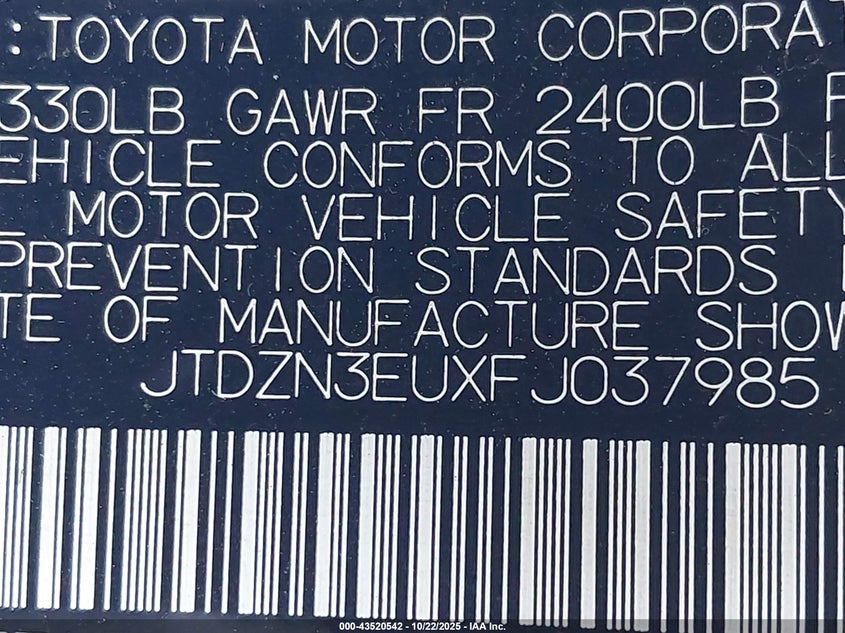 :TOYOTA MOTOR CORPORA
330LB GAWR FR 2400LB
EHICLE CONFORMS TO ALL
MOTOR VEHICLE SAFETY
PREVENTION STANDARDS
TE OF MANUFACTURE SHOW
JTDZN3EUXFJ037985
000-43520542 - 10/22/2025 - IAA Inc.